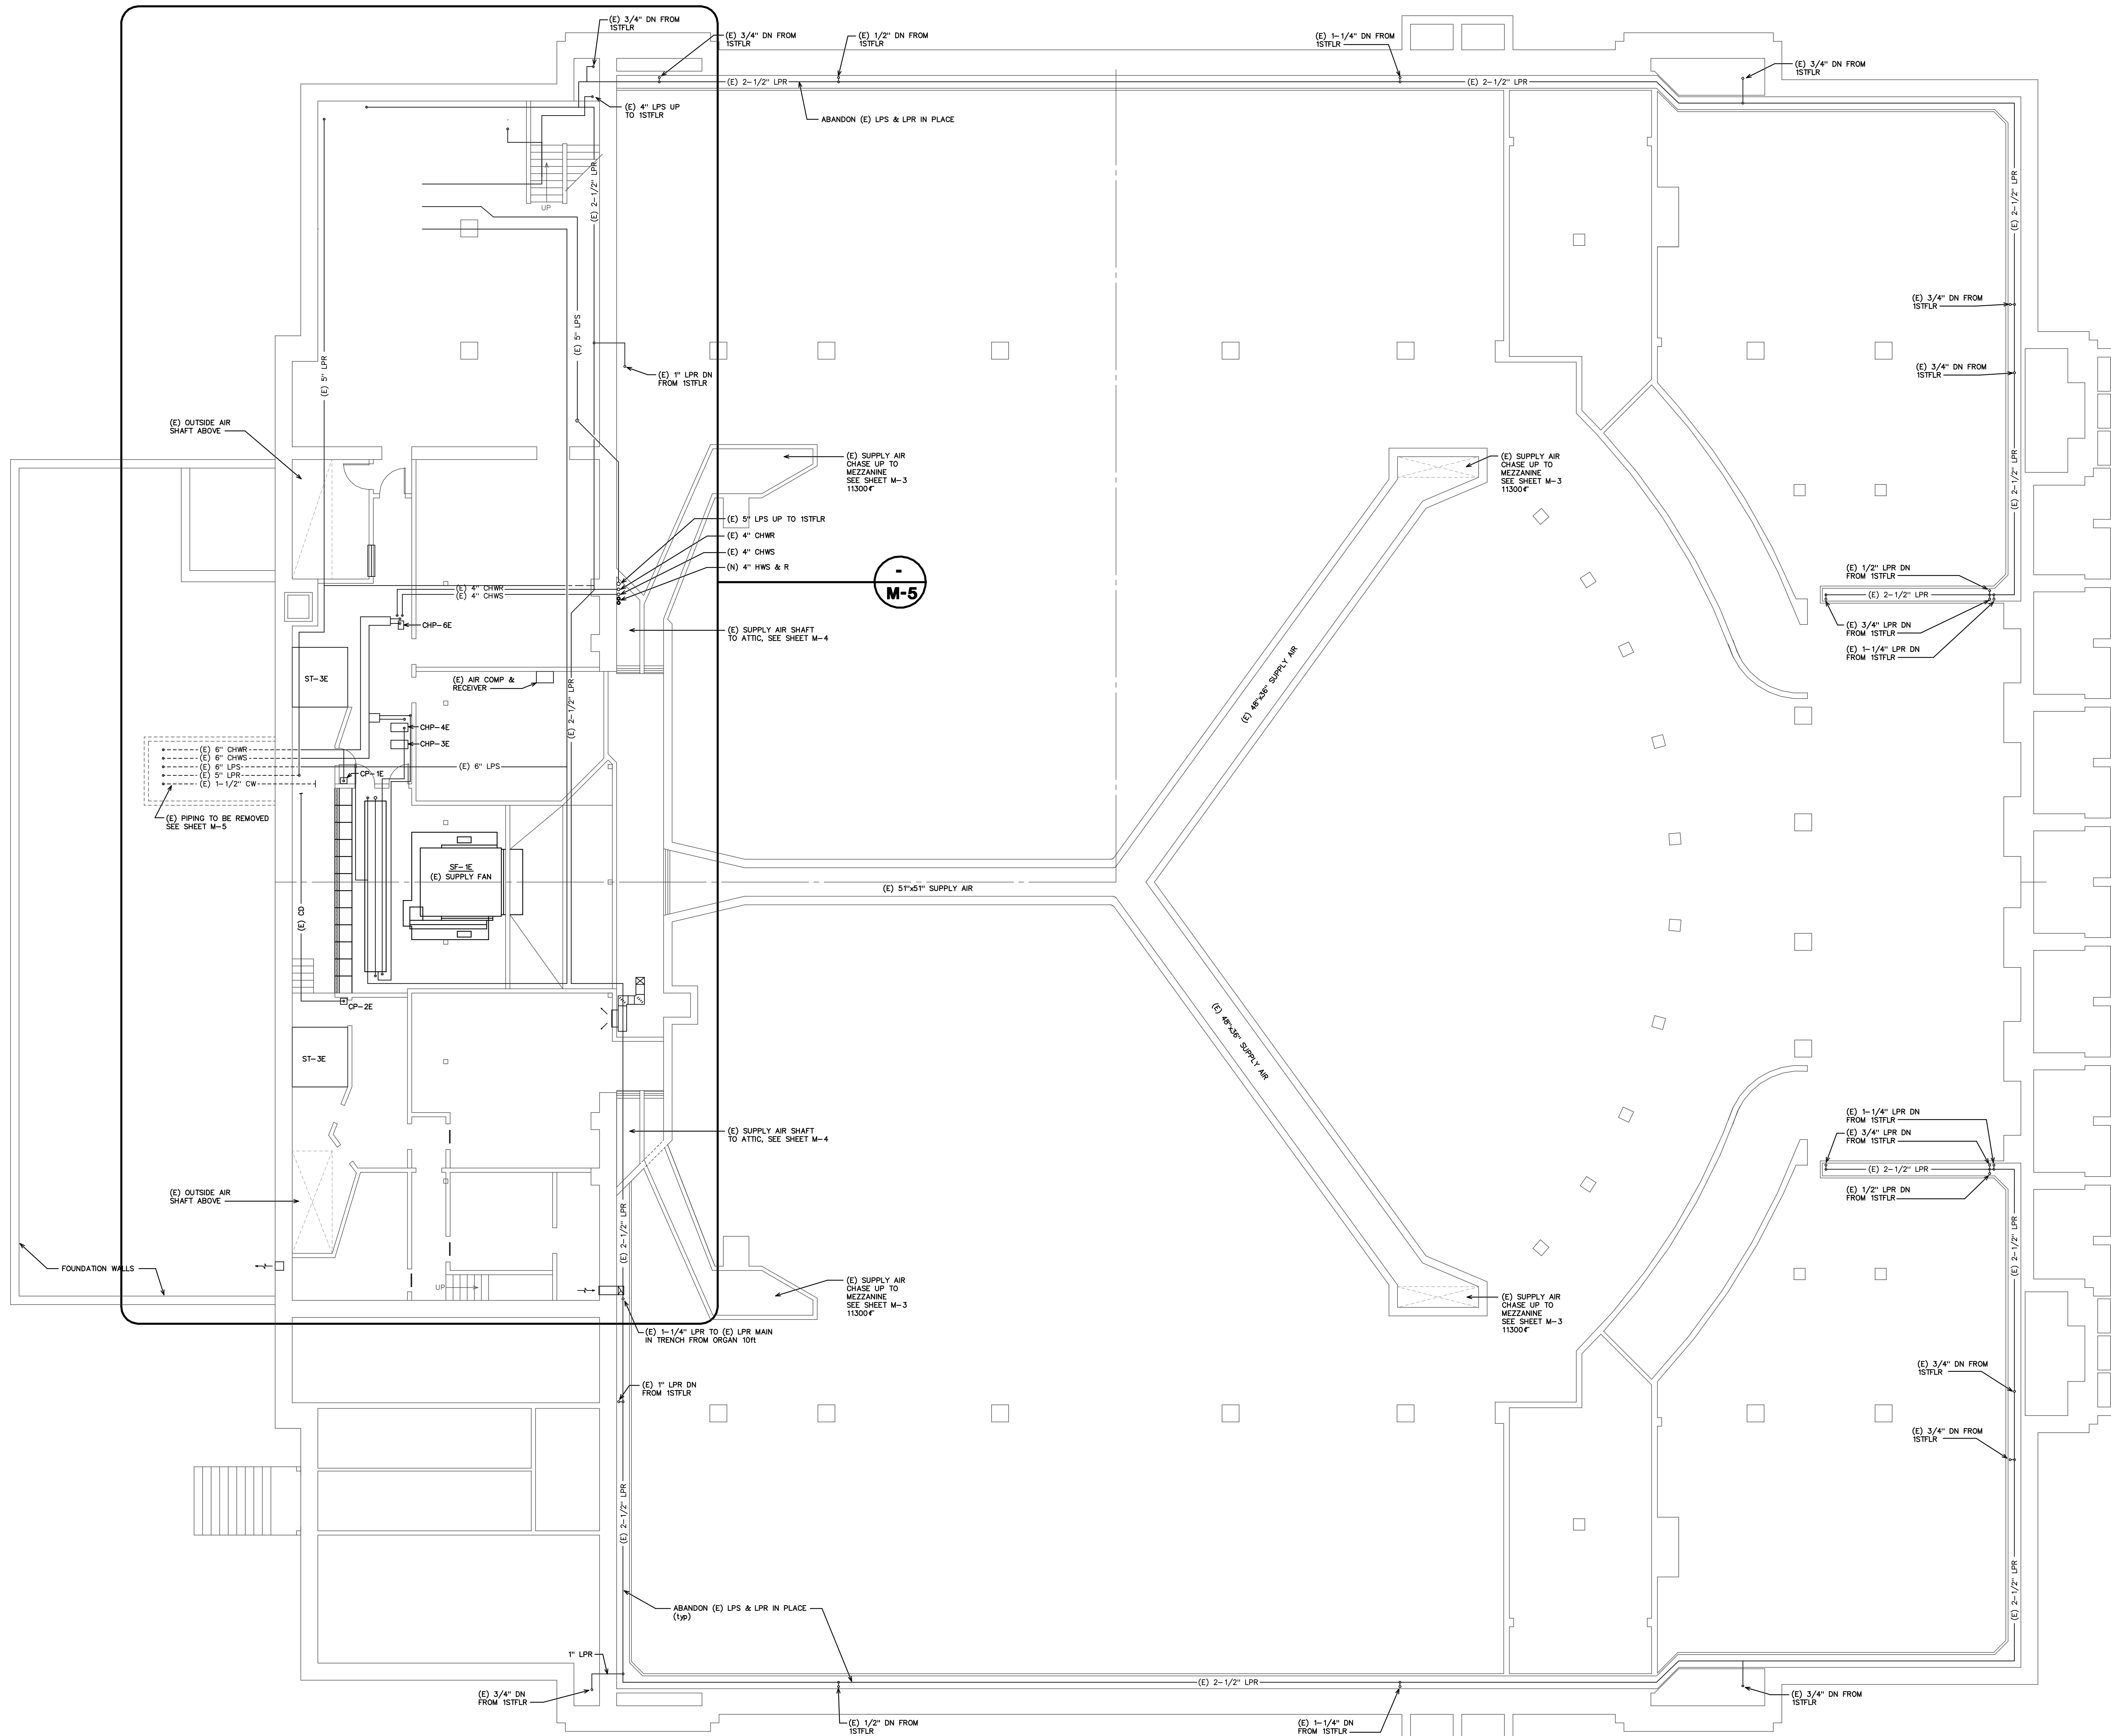 (E) 3/4" DN FROM
1STFLR
(E) 3/4" DN FROM
1STFLR
(E) 1/2" DN FROM
1STFLR
(E) 1-1/4" DN FROM
1STFLR
(E) 3/4" DN FROM
1STFLR
(E) 2-1/2" LPR
(E) 2-1/2" LPR
(E) 4" LPS UP
TO 1STFLR
ABANDON (E) LPS & LPR IN PLACE
(E) 2-1/2" LPR
(E) 2-1/2" LPR
UP
(E) 5" LPS
(E) 5" LPR
(E) 3/4" DN FROM
1STFLR
(E) 3/4" DN FROM
1STFLR
(E) 1" LPR DN
FROM 1STFLR
(E) OUTSIDE AIR
SHAFT ABOVE
(E) SUPPLY AIR
CHASE UP TO
MEZZANINE
SEE SHEET M-3
11300
(E) SUPPLY AIR
CHASE UP TO
MEZZANINE
SEE SHEET M-3
11300
(E) 2-1/2" LPR
(E) 5" LPS UP TO 1STFLR
(E) 4" CHWR
(E) 4" CHWS
(N) 4" HWS & R
-
M-5
(E) 4" CHWR
(E) 4" CHWS
(E) 1/2" LPR DN
FROM 1STFLR
(E) 2-1/2" LPR
(E) 3/4" LPR DN
FROM 1STFLR
(E) 1-1/4" LPR DN
FROM 1STFLR
CHP-6E
(E) SUPPLY AIR SHAFT
TO ATTIC, SEE SHEET M-4
ST-3E
(E) AIR COMP &
RECEIVER
(E) 2-1/2" LPR
(E) 48"x36" SUPPLY AIR
CHP-4E
CHP-3E
(E) 6" CHWR
(E) 6" CHWS
(E) 6" LPS
(E) 5" LPR
(E) 1-1/2" CW
CP-1E
(E) 6" LPS
(E) PIPING TO BE REMOVED
SEE SHEET M-5
SF-1E
(E) SUPPLY FAN
(E) 51"x51" SUPPLY AIR
(E) CD
CP-2E
(E) 48"x36" SUPPLY AIR
ST-3E
(E) SUPPLY AIR SHAFT
TO ATTIC, SEE SHEET M-4
(E) 1-1/4" LPR DN
FROM 1STFLR
(E) 3/4" LPR DN
FROM 1STFLR
(E) 2-1/2" LPR
(E) 1/2" LPR DN
FROM 1STFLR
(E) OUTSIDE AIR
SHAFT ABOVE
(E) 2-1/2" LPR
(E) 2-1/2" LPR
FOUNDATION WALLS
UP
(E) SUPPLY AIR
CHASE UP TO
MEZZANINE
SEE SHEET M-3
11300
(E) SUPPLY AIR
CHASE UP TO
MEZZANINE
SEE SHEET M-3
11300
(E) 1-1/4" LPR TO (E) LPR MAIN
IN TRENCH FROM ORGAN 10ft
(E) 1" LPR DN
FROM 1STFLR
(E) 3/4" DN FROM
1STFLR
(E) 3/4" DN FROM
1STFLR
(E) 2-1/2" LPR
(E) 2-1/2" LPR
ABANDON (E) LPS & LPR IN PLACE
(typ)
1" LPR
(E) 3/4" DN
FROM 1STFLR
(E) 2-1/2" LPR
(E) 1/2" DN FROM
1STFLR
(E) 1-1/4" DN
FROM 1STFLR
(E) 3/4" DN FROM
1STFLR